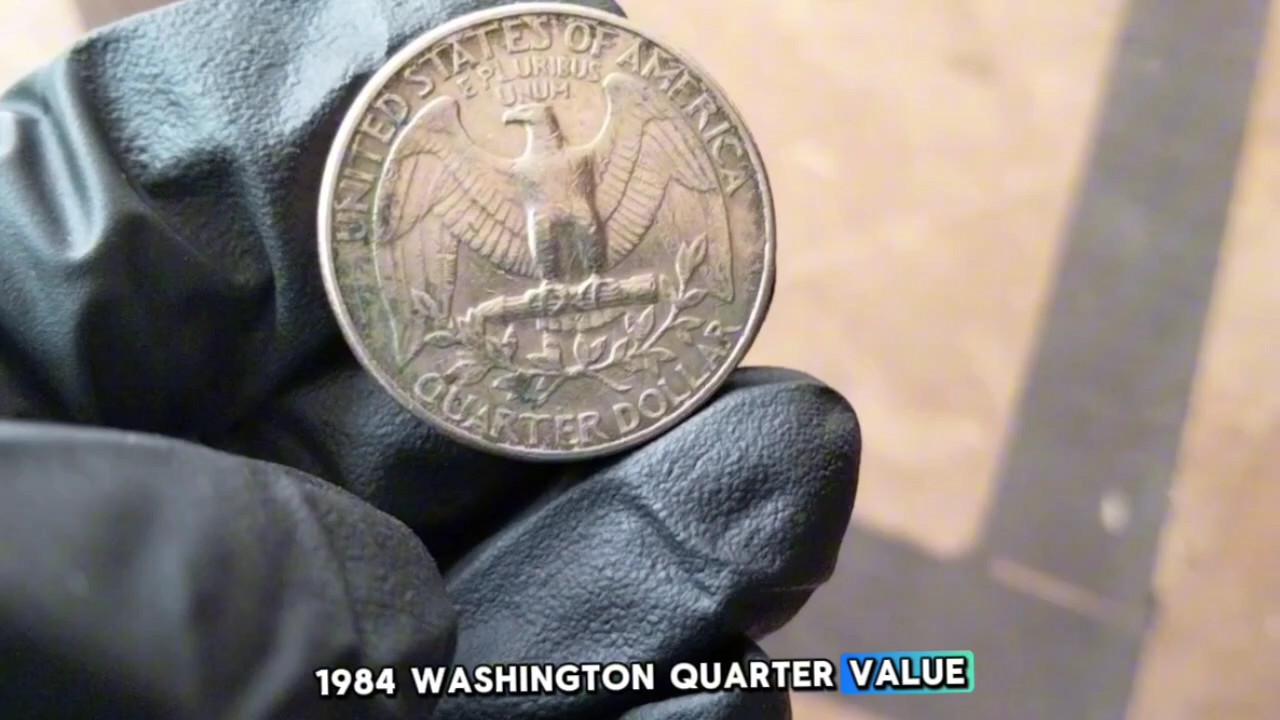 UNITED STATES OF AMERICA
E PLURIBUS
UNUM
QUARTER DOLLAR
1984 WASHINGTON QUARTER VALUE